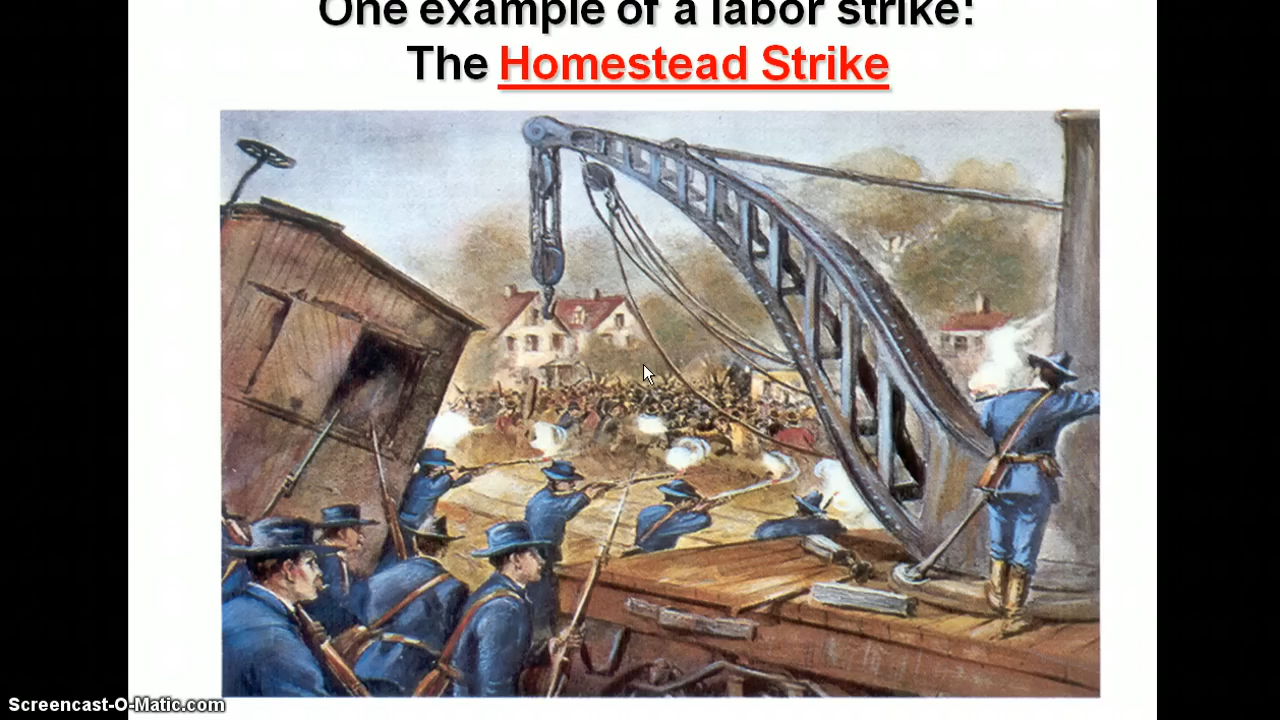 One example of a labor strike:
The Homestead Strike
Screencast-O-Matic.com